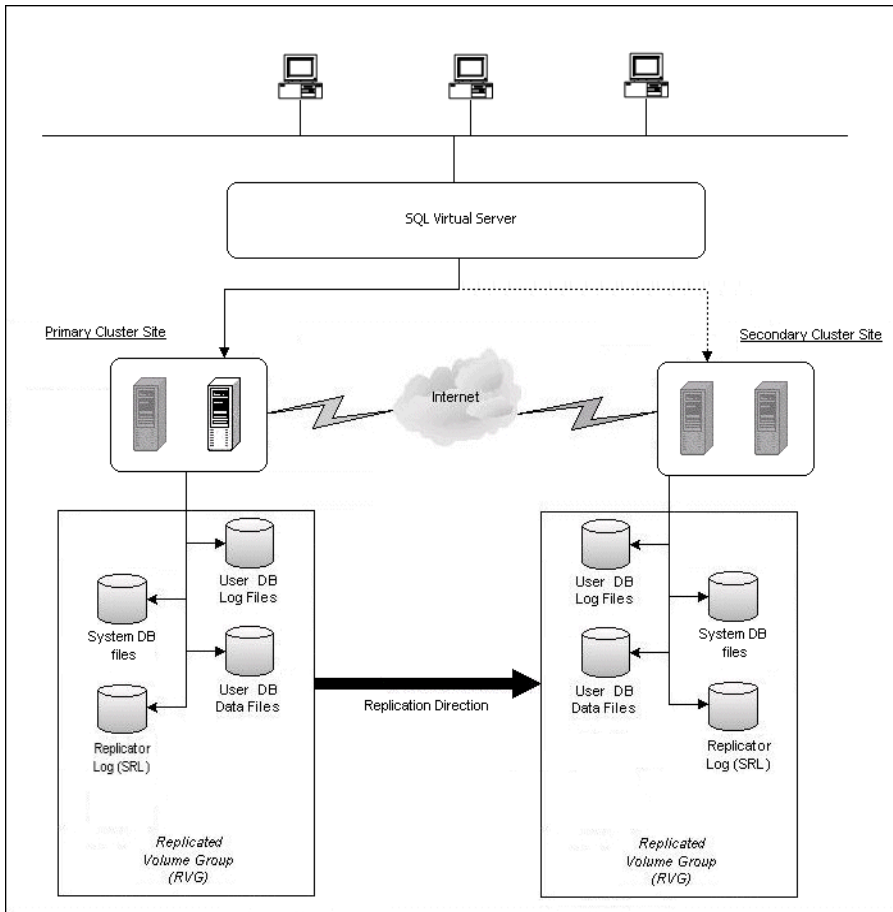 SQL Virtual Server
Primary Cluster Site
Secondary Cluster Site
Internet
User DB
Log Files
System DB
files
User DB
Data Files
Replicator
Log (SRL)
Replicated
Volume Group
(RVG)
Replication Direction
User DB
Log Files
System DB
files
User DB
Data Files
Replicator
Log (SRL)
Replicated
Volume Group
(RVG)